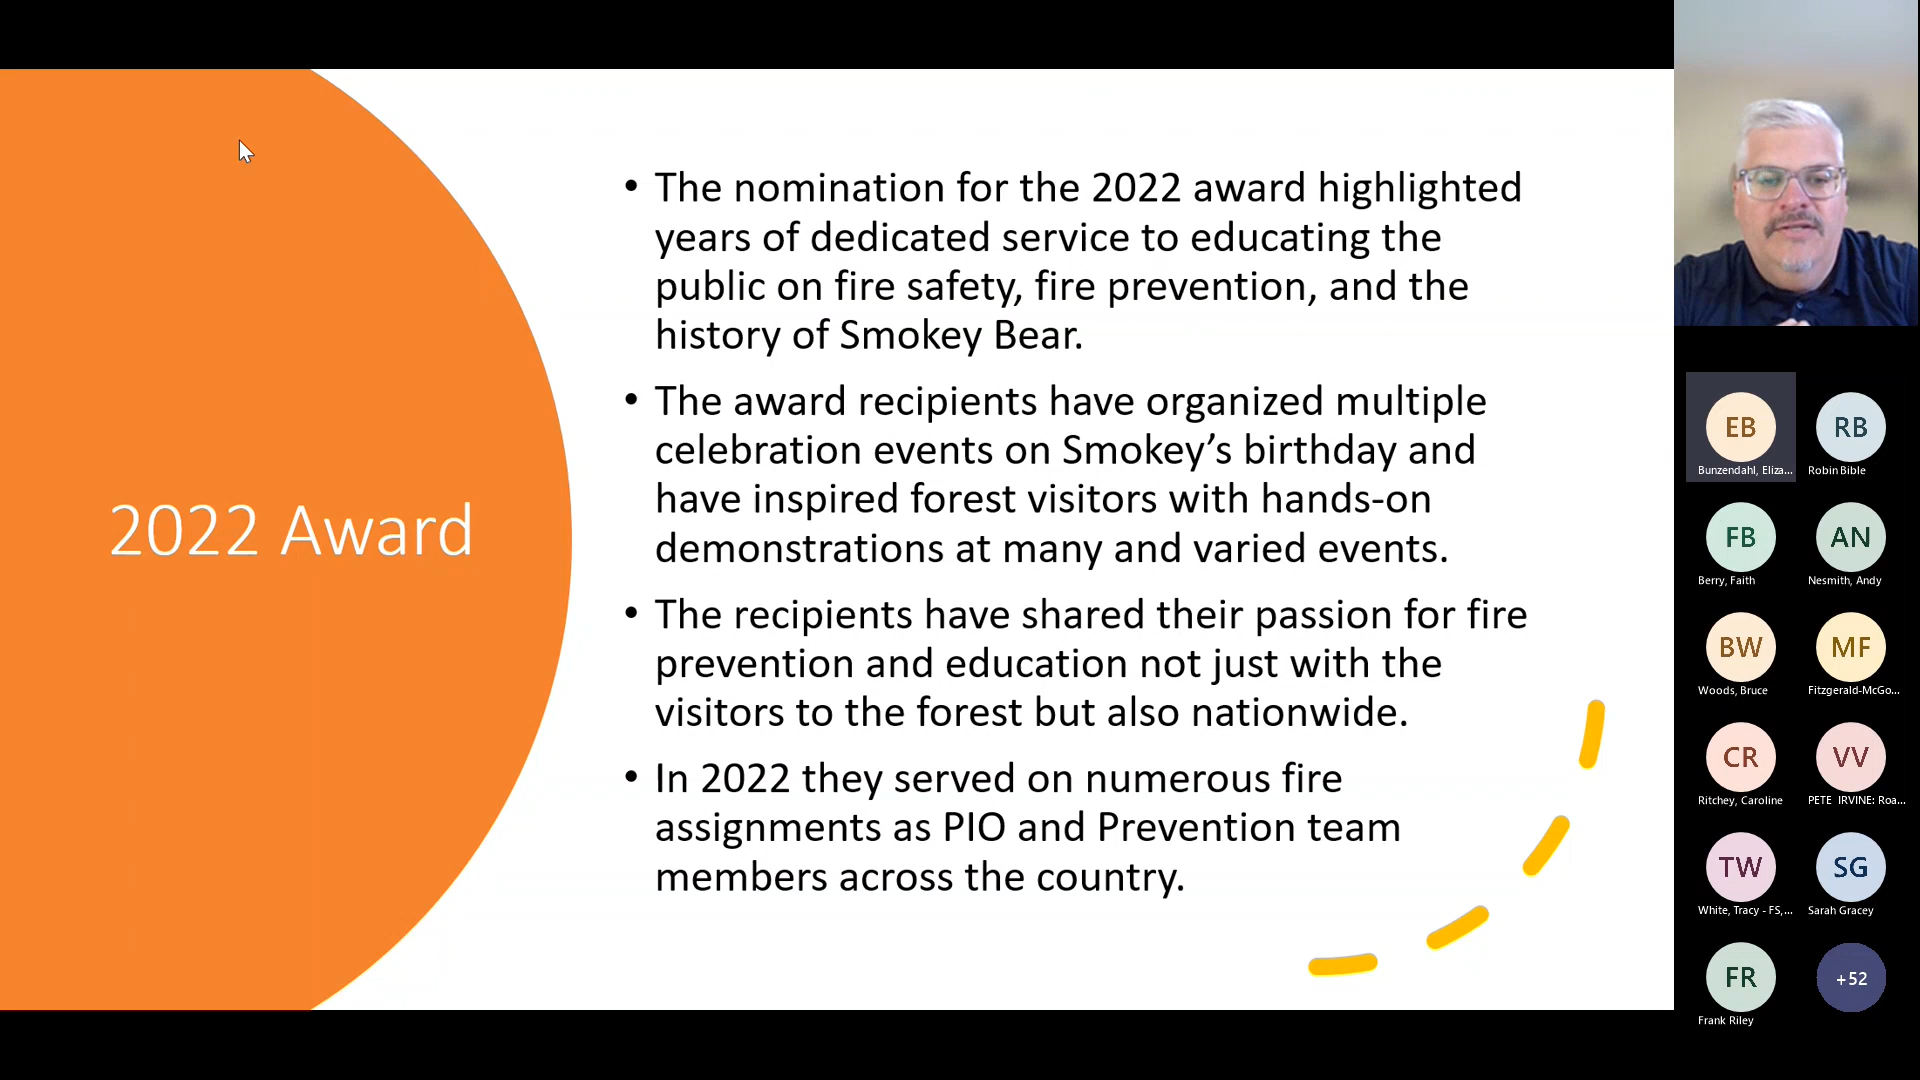 2022 Award
• The nomination for the 2022 award highlighted
years of dedicated service to educating the
public on fire safety, fire prevention, and the
history of Smokey Bear.
• The award recipients have organized multiple
celebration events on Smokey’s birthday and
have inspired forest visitors with hands-on
demonstrations at many and varied events.
• The recipients have shared their passion for fire
prevention and education not just with the
visitors to the forest but also nationwide.
• In 2022 they served on numerous fire
assignments as PIO and Prevention team
members across the country.
EB
RB
Bunzendahl, Eliza...
Robin Bible
FB
AN
Berry, Faith
Nesmith, Andy
BW
MF
Woods, Bruce
Fitzgerald-McGo...
CR
VV
Ritchey, Caroline
PETE IRVINE: Roa...
TW
SG
White, Tracy - FS,...
Sarah Gracey
FR
+52
Frank Riley